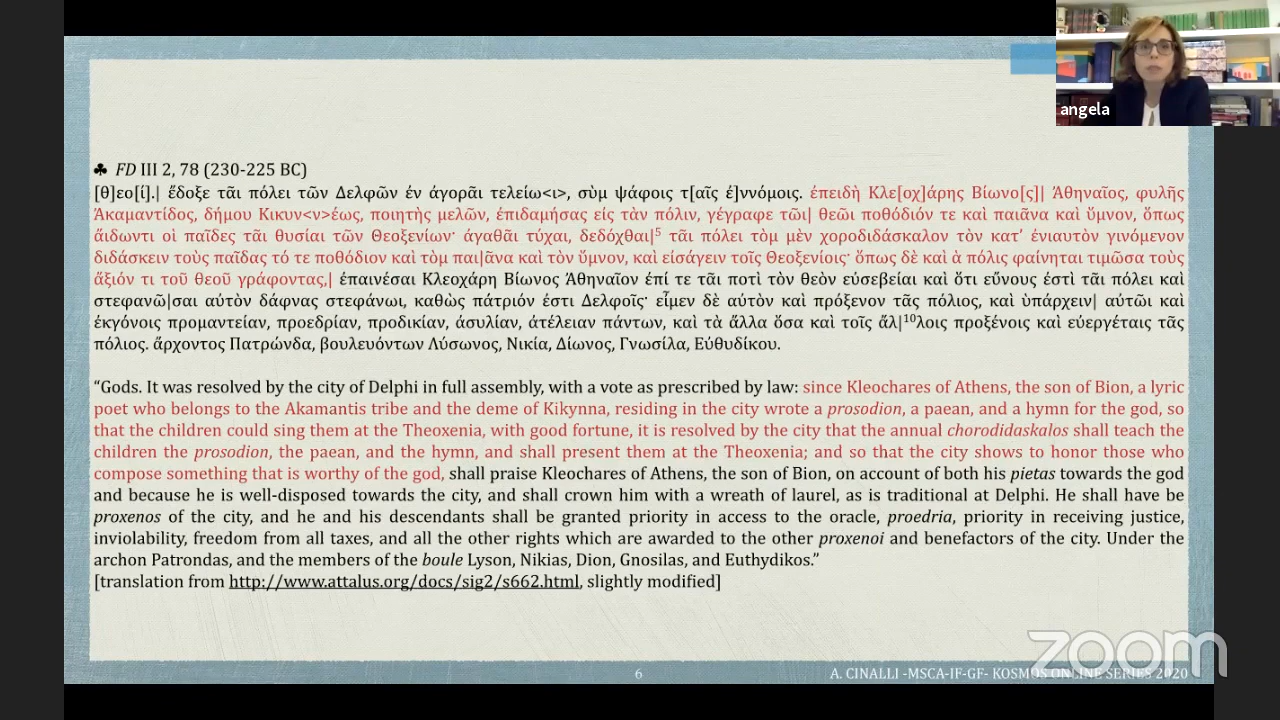 angela
♣ FD III 2, 78 (230-225 BC)
[θ]εο[ί].| ἔδοξε τᾶι πόλει τῶν Δελφῶν ἐν ἀγορᾶι τελείω<ι>, σὺμ ψάφοις τ[αῖς ἐ]ννόμοις. ἐπειδὴ Κλε[οχ]άρης Βίωνο[ς]| Ἀθηναῖος, φυλῆς
Ἀκαμαντίδος, δήμου Κικυν<ν>έως, ποιητὴς μελῶν, ἐπιδαμήσας εἰς τὰν πόλιν, γέγραφε τῶι| θεῶι ποθόδιόν τε καὶ παιᾶνα καὶ ὕμνον, ὅπως
ἄιδωντι οἱ παῖδες τᾶι θυσίαι τῶν Θεοξενίων· ἀγαθᾶι τύχαι, δεδόχθαι|⁵ τᾶι πόλει τὸμ μὲν χοροδιδάσκαλον τὸν κατ’ ἐνιαυτὸν γινόμενον
διδάσκειν τοὺς παῖδας τό τε ποθόδιον καὶ τὸμ παι|ᾶνα καὶ τὸν ὕμνον, καὶ εἰσάγειν τοῖς Θεοξενίοις· ὅπως δὲ καὶ ἁ πόλις φαίνηται τιμῶσα τοὺς
ἄξιόν τι τοῦ θεοῦ γράφοντας,| ἐπαινέσαι Κλεοχάρη Βίωνος Ἀθηναῖον ἐπί τε τᾶι ποτὶ τὸν θεὸν εὐσεβείαι καὶ ὅτι εὔνους ἐστὶ τᾶι πόλει καὶ
στεφανῶ|σαι αὐτὸν δάφνας στεφάνωι, καθὼς πάτριόν ἐστι Δελφοῖς· εἶμεν δὲ αὐτὸν καὶ πρόξενον τᾶς πόλιος, καὶ ὑπάρχειν| αὐτῶι καὶ
ἐκγόνοις προμαντείαν, προεδρίαν, προδικίαν, ἀσυλίαν, ἀτέλειαν πάντων, καὶ τὰ ἄλλα ὅσα καὶ τοῖς ἄλ|¹⁰λοις προξένοις καὶ εὐεργέταις τᾶς
πόλιος. ἄρχοντος Πατρώνδα, βουλευόντων Λύσωνος, Νικία, Δίωνος, Γνωσίλα, Εὐθυδίκου.
“Gods. It was resolved by the city of Delphi in full assembly, with a vote as prescribed by law: since Kleochares of Athens, the son of Bion, a lyric
poet who belongs to the Akamantis tribe and the deme of Kikynna, residing in the city wrote a prosodion, a paean, and a hymn for the god, so
that the children could sing them at the Theoxenia, with good fortune, it is resolved by the city that the annual chorodidaskalos shall teach the
children the prosodion, the paean, and the hymn, and shall present them at the Theoxenia; and so that the city shows to honor those who
compose something that is worthy of the god, shall praise Kleochares of Athens, the son of Bion, on account of both his pietas towards the god
and because he is well-disposed towards the city, and shall crown him with a wreath of laurel, as is traditional at Delphi. He shall have be
proxenos of the city, and he and his descendants shall be granted priority in access to the oracle, proedria, priority in receiving justice,
inviolability, freedom from all taxes, and all the other rights which are awarded to the other proxenoi and benefactors of the city. Under the
archon Patrondas, and the members of the boule Lyson, Nikias, Dion, Gnosilas, and Euthydikos.”
[translation from http://www.attalus.org/docs/sig2/s662.html, slightly modified]
zoom
6
A. CINALLI -MSCA-IF-GF- KOSMOS ONLINE SERIES 2020